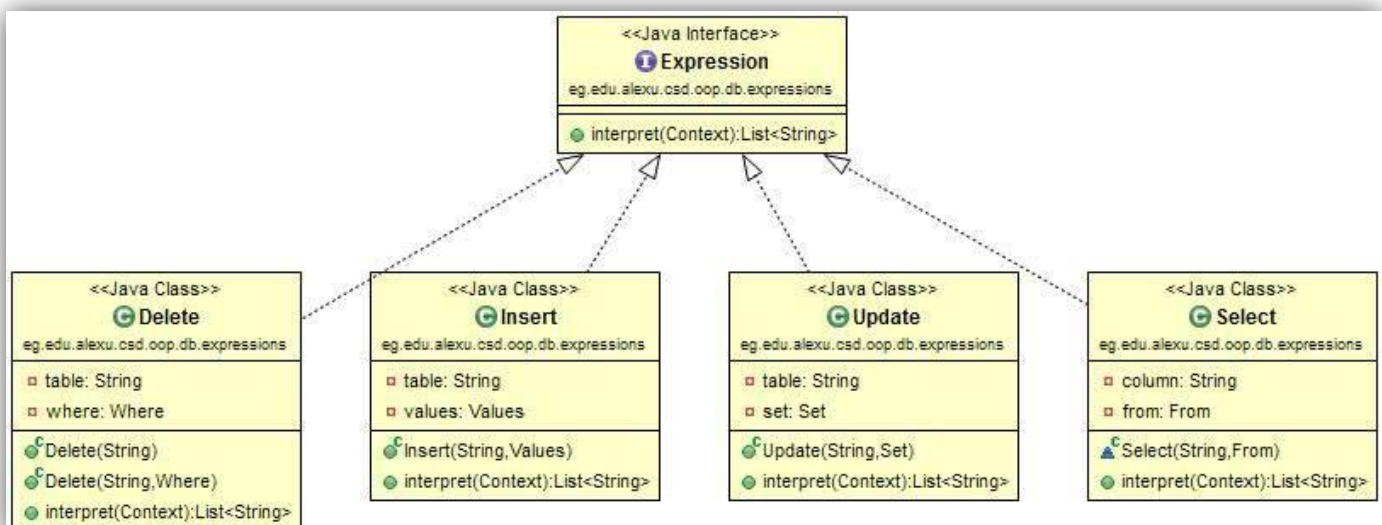 <<Java Interface>>
I Expression
eg.edu.alexu.csd.oop.db.expressions
interpret(Context):List<String>
<<Java Class>>
C Delete
eg.edu.alexu.csd.oop.db.expressions
table: String
where: Where
C Delete(String)
C Delete(String,Where)
interpret(Context):List<String>
<<Java Class>>
C Insert
eg.edu.alexu.csd.oop.db.expressions
table: String
values: Values
C Insert(String,Values)
interpret(Context):List<String>
<<Java Class>>
C Update
eg.edu.alexu.csd.oop.db.expressions
table: String
set: Set
C Update(String,Set)
interpret(Context):List<String>
<<Java Class>>
C Select
eg.edu.alexu.csd.oop.db.expressions
column: String
from: From
C Select(String,From)
interpret(Context):List<String>